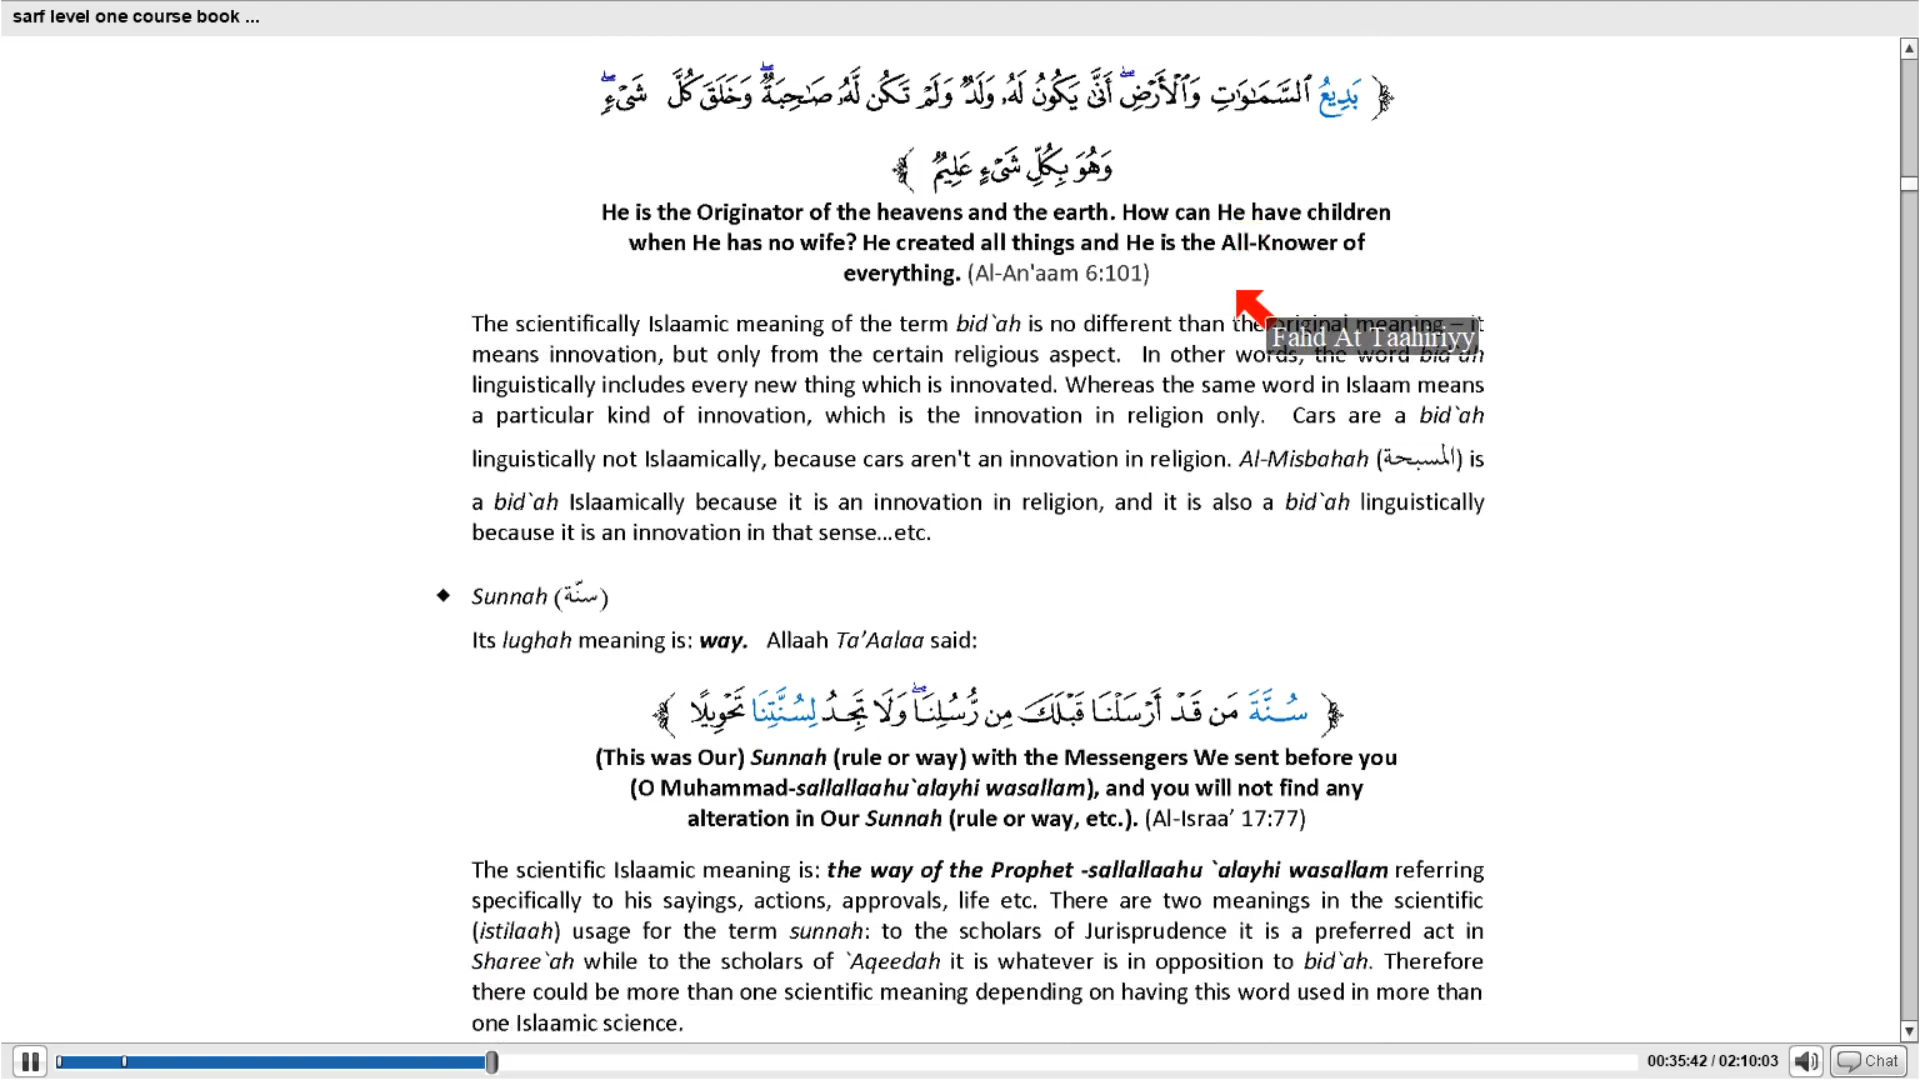 sarf level one course book ...
﴿ بَدِيعُ ٱلسَّمَـٰوَٰتِ وَٱلْأَرْضِ ۖ أَنَّىٰ يَكُونُ لَهُۥ وَلَدٌ وَلَمْ تَكُن لَّهُۥ صَـٰحِبَةٌ ۖ وَخَلَقَ كُلَّ شَىْءٍ ۖ
وَهُوَ بِكُلِّ شَىْءٍ عَلِيمٌ ﴾
He is the Originator of the heavens and the earth. How can He have children
when He has no wife? He created all things and He is the All-Knower of
everything. (Al-An'aam 6:101)
The scientifically Islaamic meaning of the term bid`ah is no different than the original meaning – it
Fahd At Taahiriyy
means innovation, but only from the certain religious aspect. In other words, the word bid`ah
linguistically includes every new thing which is innovated. Whereas the same word in Islaam means
a particular kind of innovation, which is the innovation in religion only. Cars are a bid`ah
linguistically not Islaamically, because cars aren't an innovation in religion. Al-Misbahah (المسبحة) is
a bid`ah Islaamically because it is an innovation in religion, and it is also a bid`ah linguistically
because it is an innovation in that sense...etc.
◆ Sunnah (سنّة)
Its lughah meaning is: way. Allaah Ta’Aalaa said:
﴿ سُنَّةَ مَن قَدْ أَرْسَلْنَا قَبْلَكَ مِن رُّسُلِنَا ۖ وَلَا تَجِدُ لِسُنَّتِنَا تَحْوِيلًا ﴾
(This was Our) Sunnah (rule or way) with the Messengers We sent before you
(O Muhammad-sallallaahu`alayhi wasallam), and you will not find any
alteration in Our Sunnah (rule or way, etc.). (Al-Israa’ 17:77)
The scientific Islaamic meaning is: the way of the Prophet -sallallaahu `alayhi wasallam referring
specifically to his sayings, actions, approvals, life etc. There are two meanings in the scientific
(istilaah) usage for the term sunnah: to the scholars of Jurisprudence it is a preferred act in
Sharee`ah while to the scholars of `Aqeedah it is whatever is in opposition to bid`ah. Therefore
there could be more than one scientific meaning depending on having this word used in more than
one Islaamic science.
00:35:42 / 02:10:03
Chat